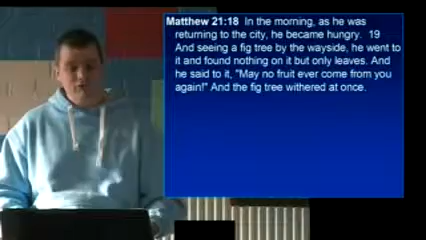 Matthew 21:18 In the morning, as he was
returning to the city, he became hungry. 19
And seeing a fig tree by the wayside, he went to
it and found nothing on it but only leaves. And
he said to it, "May no fruit ever come from you
again!" And the fig tree withered at once.